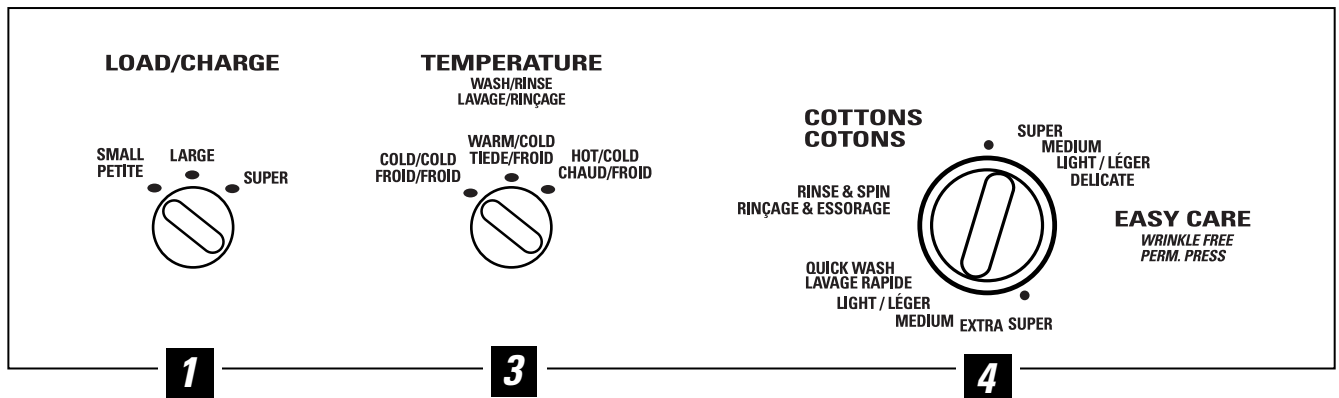 LOAD/CHARGE
SMALL
PETITE
LARGE
SUPER
TEMPERATURE
WASH/RINSE
LAVAGE/RINÇAGE
COLD/COLD
FROID/FROID
WARM/COLD
TIEDE/FROID
HOT/COLD
CHAUD/FROID
COTTONS
COTONS
SUPER
MEDIUM
LIGHT / LÉGER
DELICATE
RINSE & SPIN
RINÇAGE & ESSORAGE
EASY CARE
WRINKLE FREE
PERM. PRESS
QUICK WASH
LAVAGE RAPIDE
LIGHT / LÉGER
MEDIUM
EXTRA SUPER
1
3
4